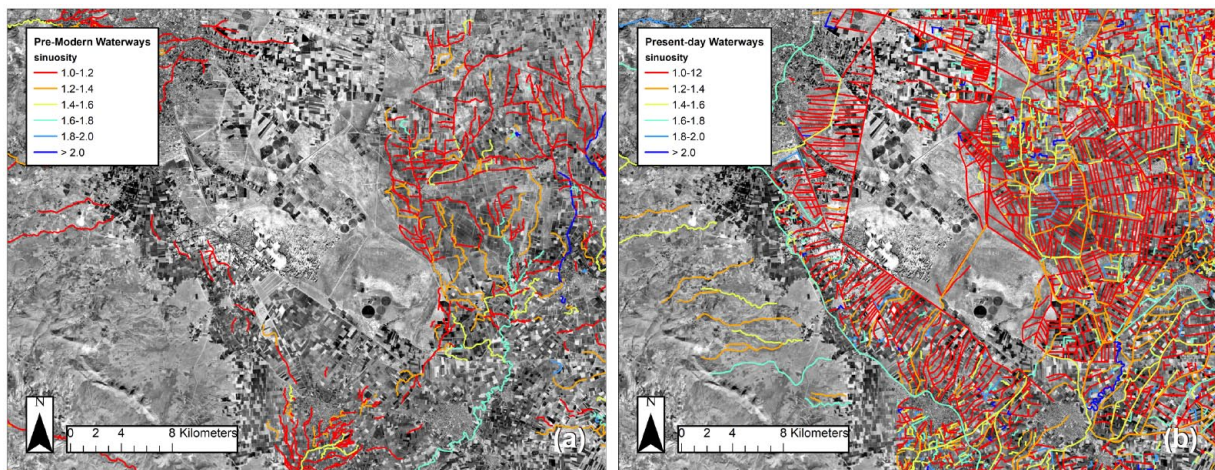 Pre-Modern Waterways
sinuosity
1.0-1.2
1.2-1.4
1.4-1.6
1.6-1.8
1.8-2.0
> 2.0
N
0 2 4 8 Kilometers
(a)
Present-day Waterways
sinuosity
1.0-12
1.2-1.4
1.4-1.6
1.6-1.8
1.8-2.0
> 2.0
N
0 2 4 8 Kilometers
(b)